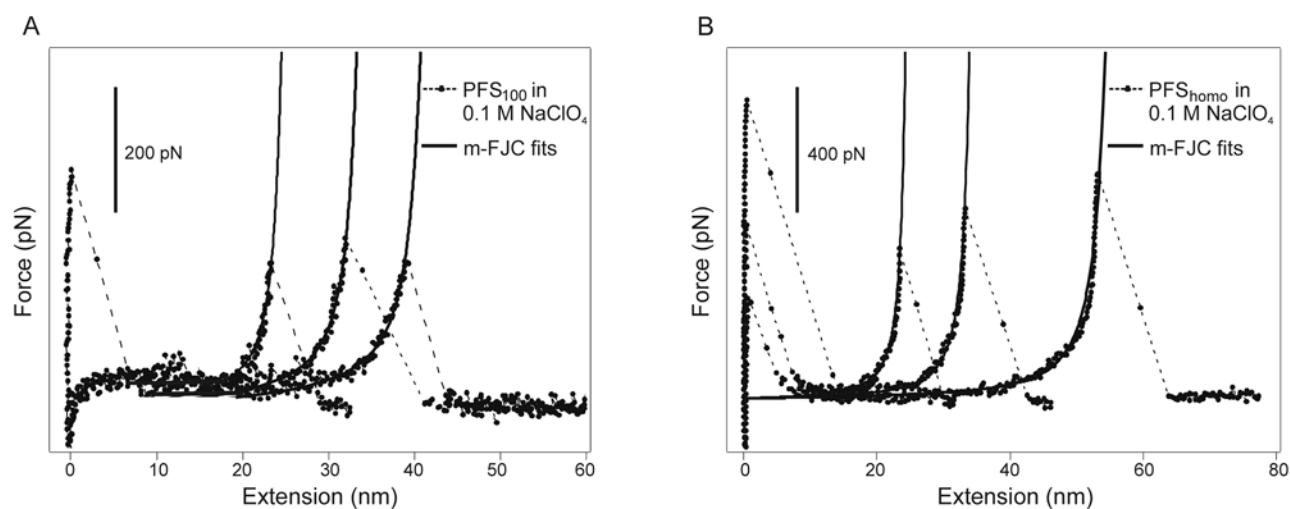 A
PFS₁₀₀ in
0.1 M NaClO₄
m-FJC fits
200 pN
Force (pN)
0 10 20 30 40 50 60
Extension (nm)
B
PFShomo in
0.1 M NaClO₄
m-FJC fits
400 pN
Force (pN)
0 20 40 60 80
Extension (nm)